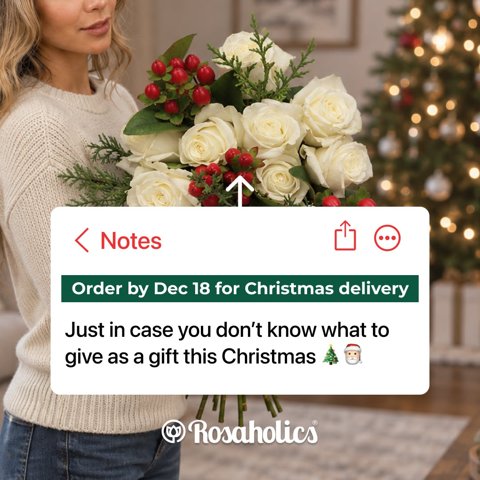 Notes
Order by Dec 18 for Christmas delivery
Just in case you don’t know what to
give as a gift this Christmas 🎄🎅🏻
Rosaholics®